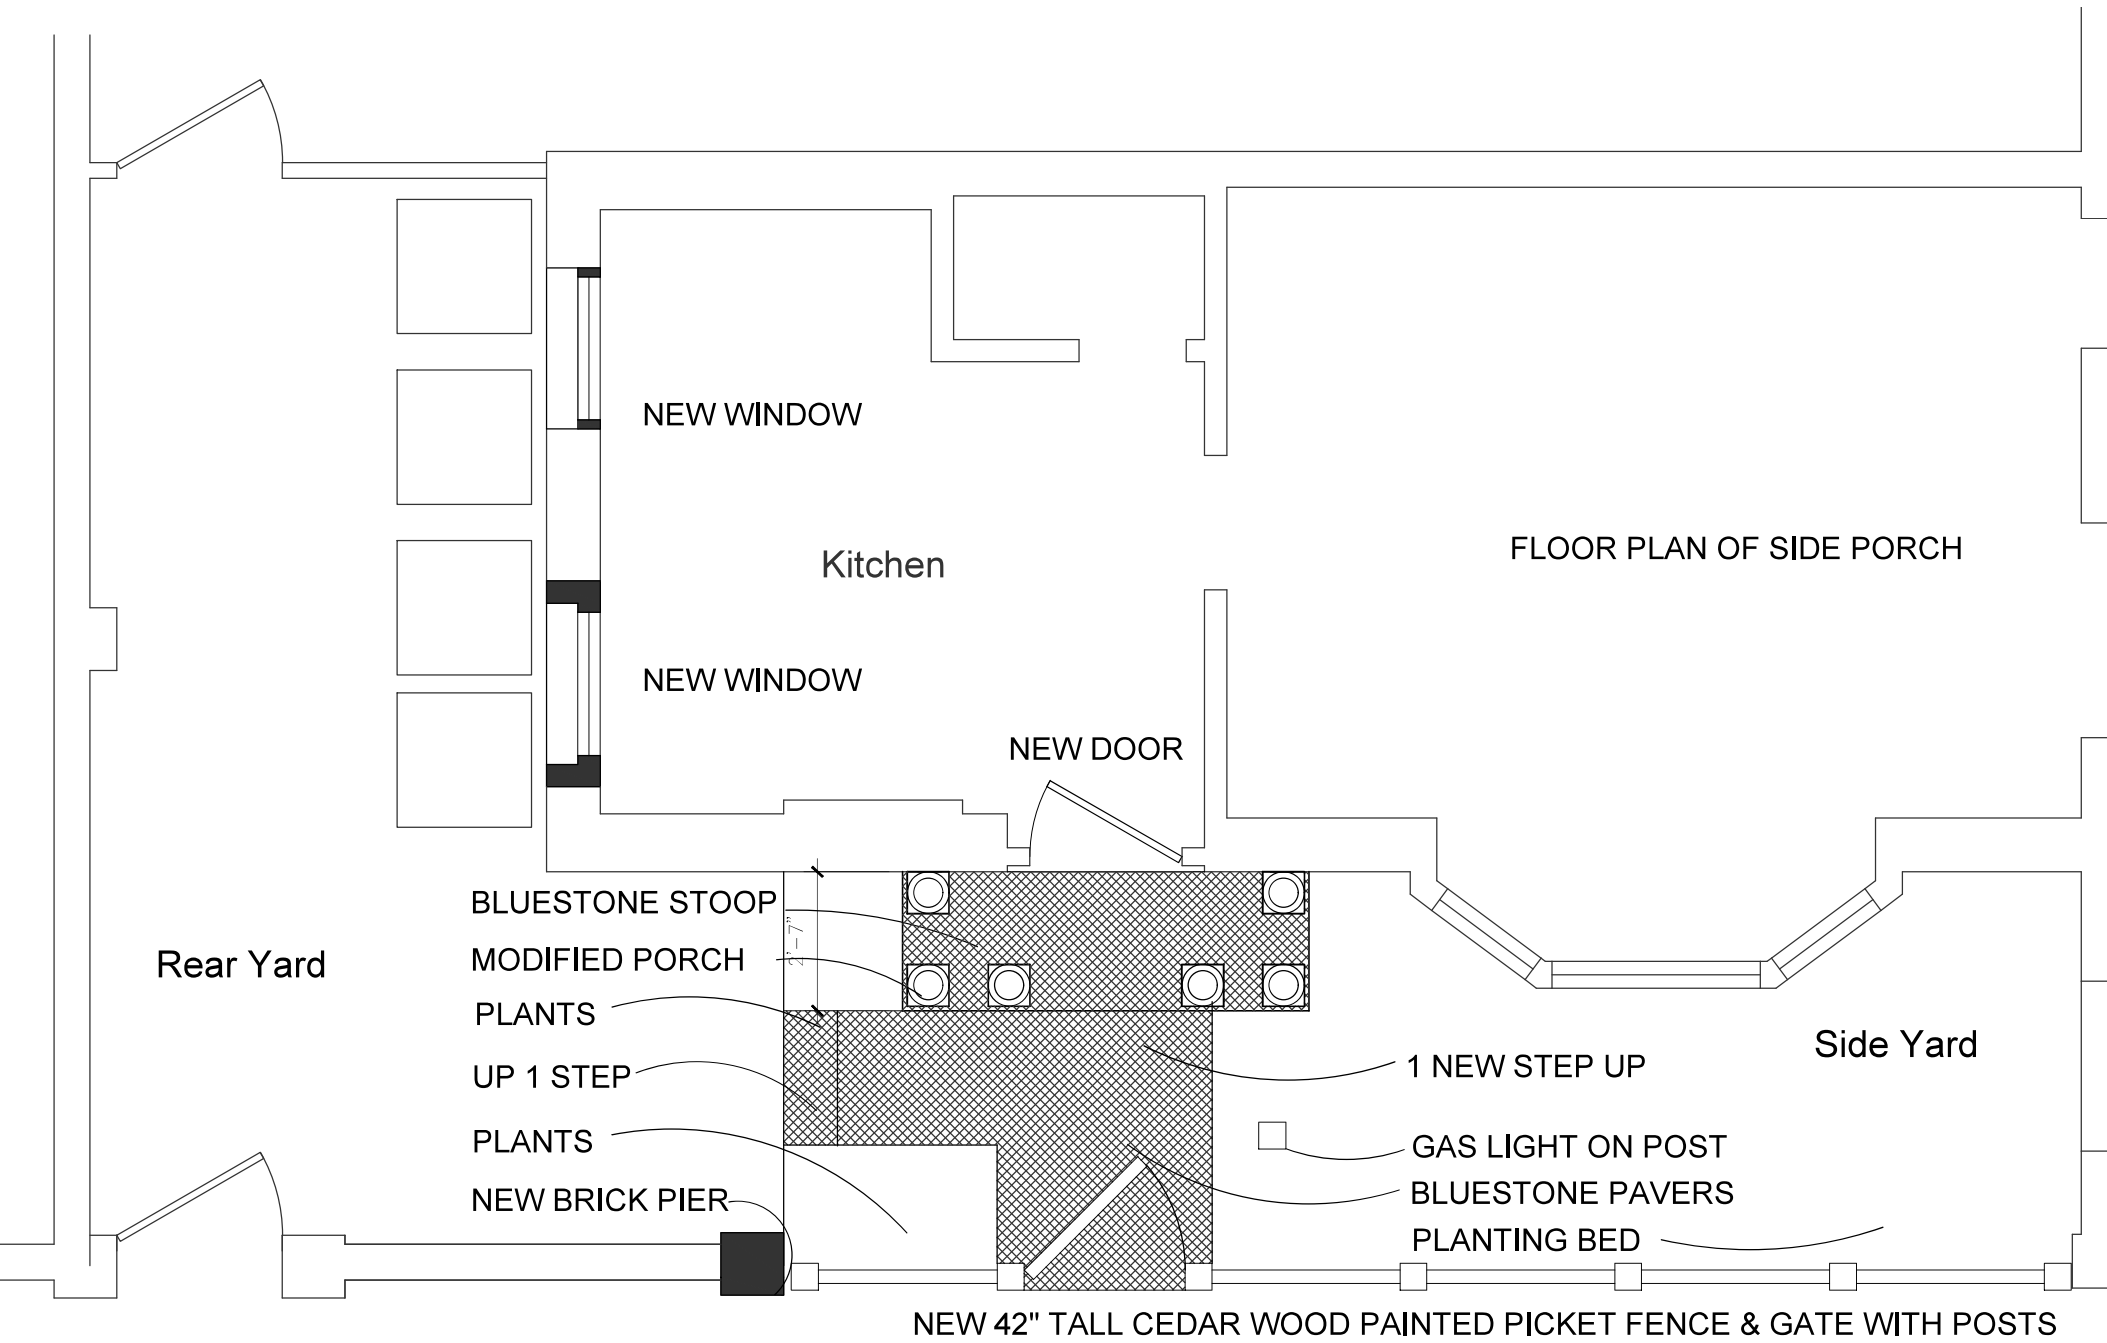 NEW WINDOW
FLOOR PLAN OF SIDE PORCH
Kitchen
NEW WINDOW
NEW DOOR
BLUESTONE STOOP
2'-7"
MODIFIED PORCH
Rear Yard
PLANTS
UP 1 STEP
PLANTS
NEW BRICK PIER
Side Yard
1 NEW STEP UP
GAS LIGHT ON POST
BLUESTONE PAVERS
PLANTING BED
NEW 42" TALL CEDAR WOOD PAINTED PICKET FENCE & GATE WITH POSTS